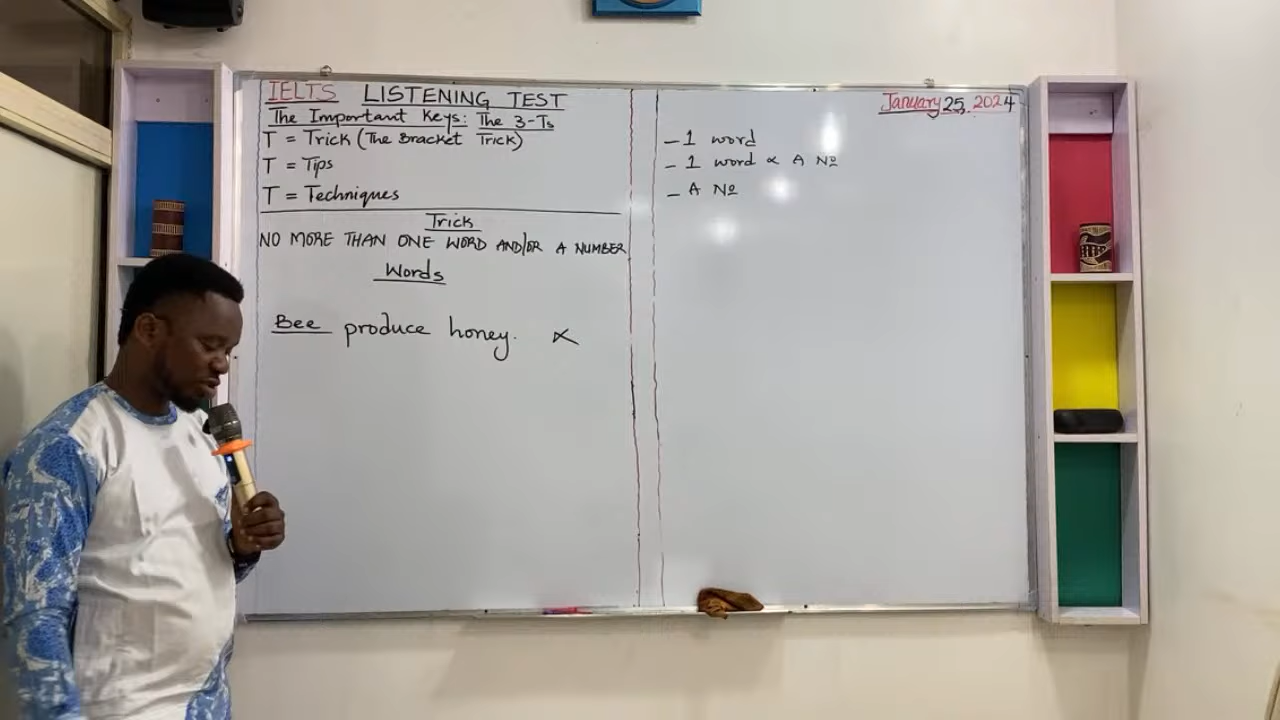 IELTS LISTENING TEST
The Important Keys: The 3-Ts
T = Trick (The Bracket Trick)
T = Tips
T = Techniques
Trick
NO MORE THAN ONE WORD AND/OR A NUMBER
Words
Bee produce honey. ∝
January 25, 2024
- 1 word
- 1 word ∝ A No
- A No